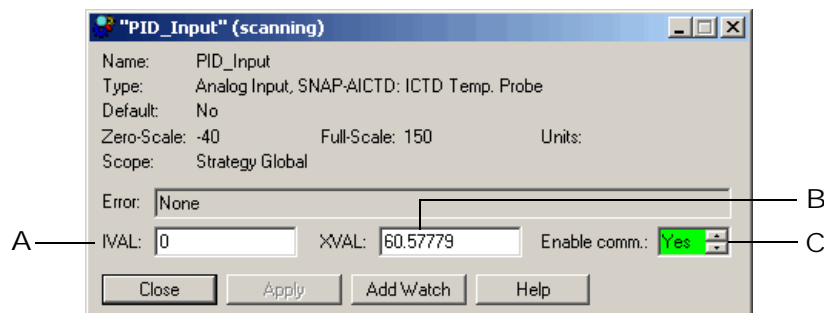 "PID_Input" (scanning)
Name: PID_Input
Type: Analog Input, SNAP-AICTD: ICTD Temp. Probe
Default: No
Zero-Scale: -40 Full-Scale: 150 Units:
Scope: Strategy Global
Error: None
B
A IVAL: 0 XVAL: 60.57779 Enable comm.: Yes C
Close Apply Add Watch Help